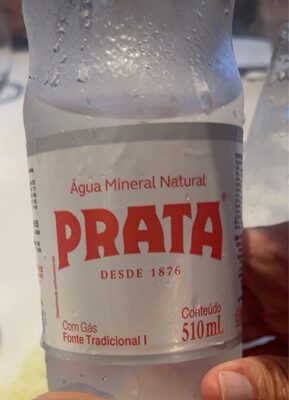 Água Mineral Natural
PRATA®
DESDE 1876
Com Gás
Fonte Tradicional I
Conteúdo
510 mL